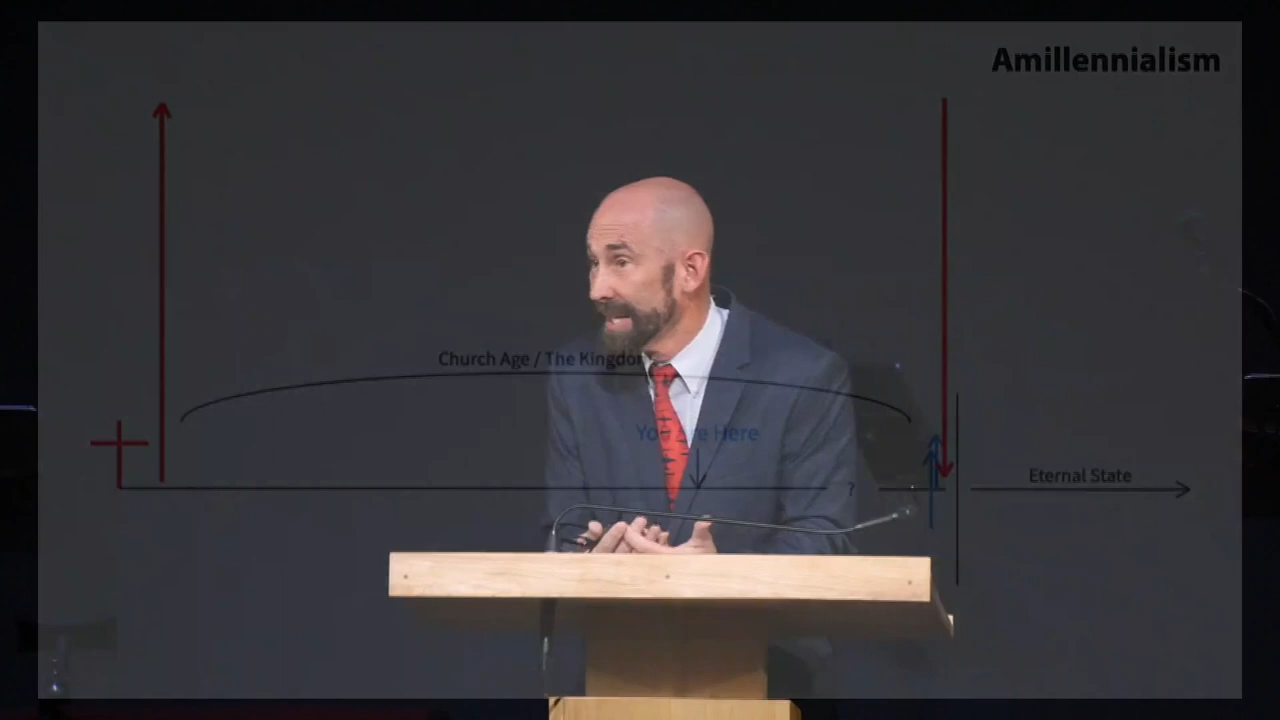 Amillennialism
Church Age / The Kingdom
You Are Here
?
Eternal State